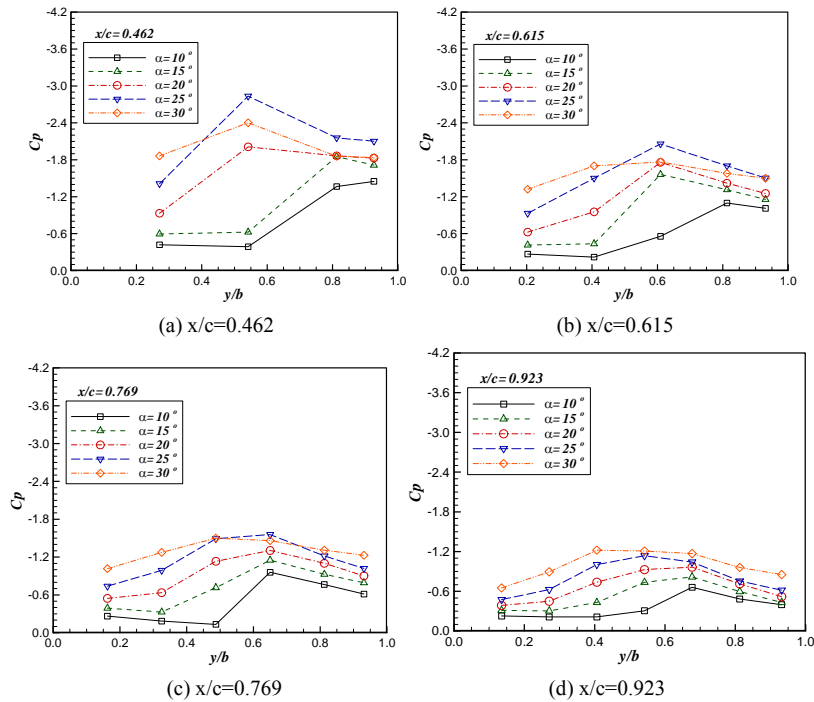 x/c=0.462
α=10°
α=15°
α=20°
α=25°
α=30°
-4.2
-3.6
-3.0
-2.4
-1.8
-1.2
-0.6
0.0
Cp
0.0 0.2 0.4 0.6 0.8 1.0
y/b
(a) x/c=0.462
x/c=0.615
α=10°
α=15°
α=20°
α=25°
α=30°
-4.2
-3.6
-3.0
-2.4
-1.8
-1.2
-0.6
0.0
Cp
0.0 0.2 0.4 0.6 0.8 1.0
y/b
(b) x/c=0.615
x/c=0.769
α=10°
α=15°
α=20°
α=25°
α=30°
-4.2
-3.6
-3.0
-2.4
-1.8
-1.2
-0.6
0.0
Cp
0.0 0.2 0.4 0.6 0.8 1.0
y/b
(c) x/c=0.769
x/c=0.923
α=10°
α=15°
α=20°
α=25°
α=30°
-4.2
-3.6
-3.0
-2.4
-1.8
-1.2
-0.6
0.0
Cp
0.0 0.2 0.4 0.6 0.8 1.0
y/b
(d) x/c=0.923